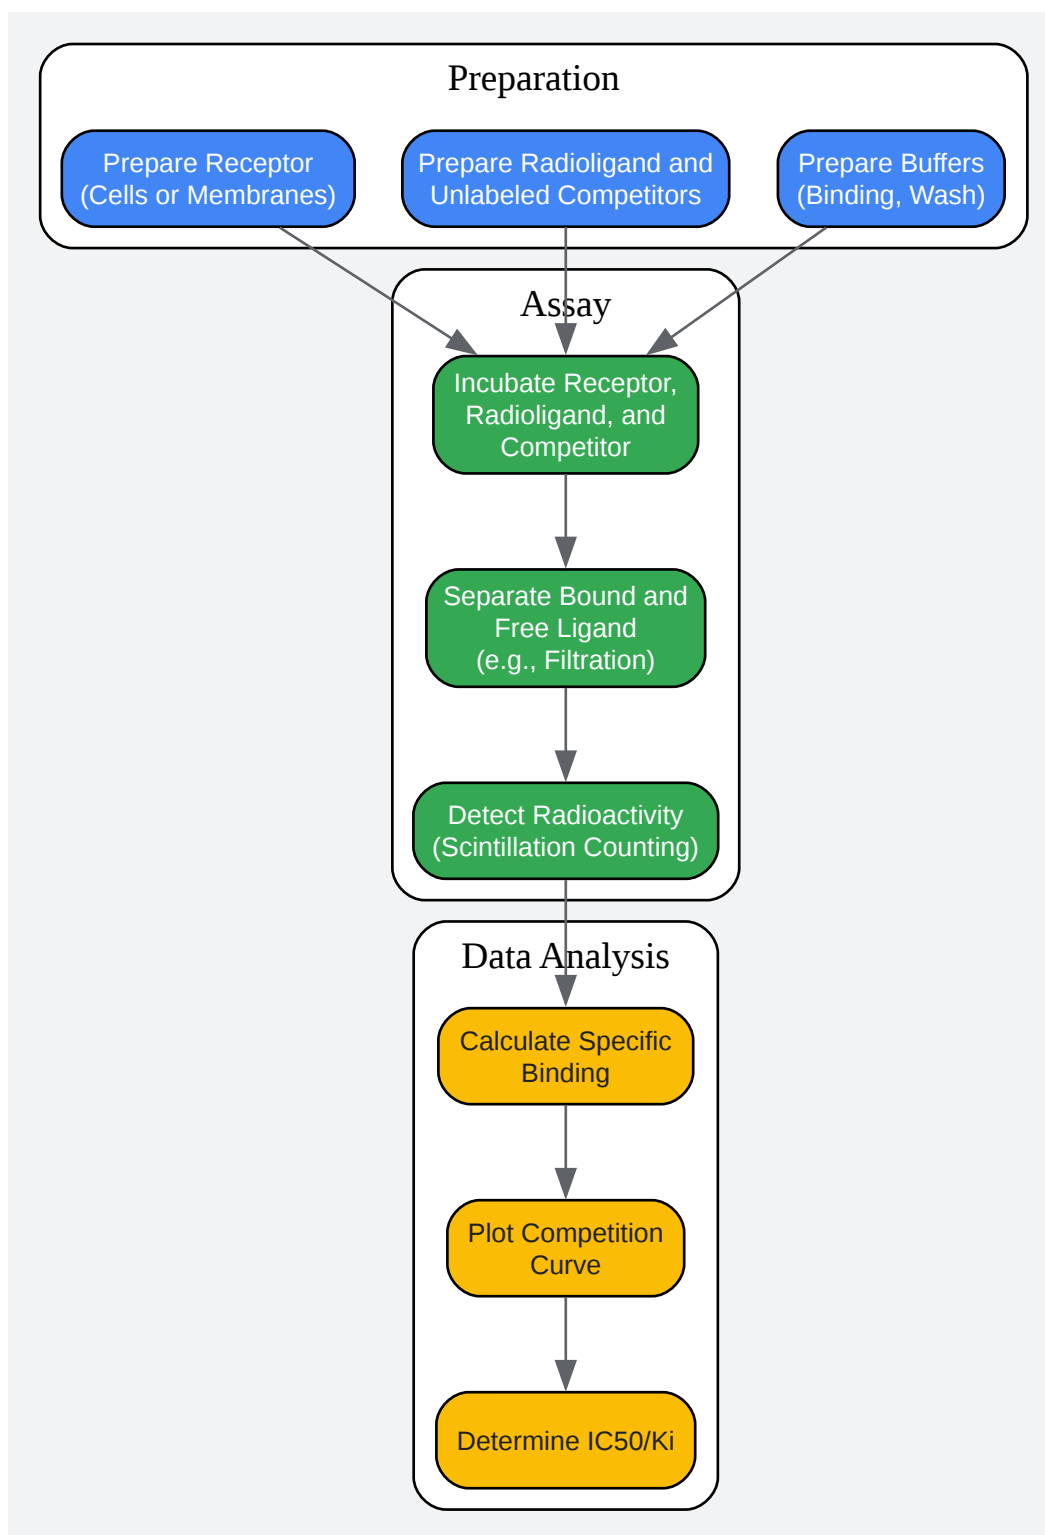 Preparation
Prepare Receptor
(Cells or Membranes)
Prepare Radioligand and
Unlabeled Competitors
Prepare Buffers
(Binding, Wash)
Assay
Incubate Receptor,
Radioligand, and
Competitor
Separate Bound and
Free Ligand
(e.g., Filtration)
Detect Radioactivity
(Scintillation Counting)
Data Analysis
Calculate Specific
Binding
Plot Competition
Curve
Determine IC50/Ki